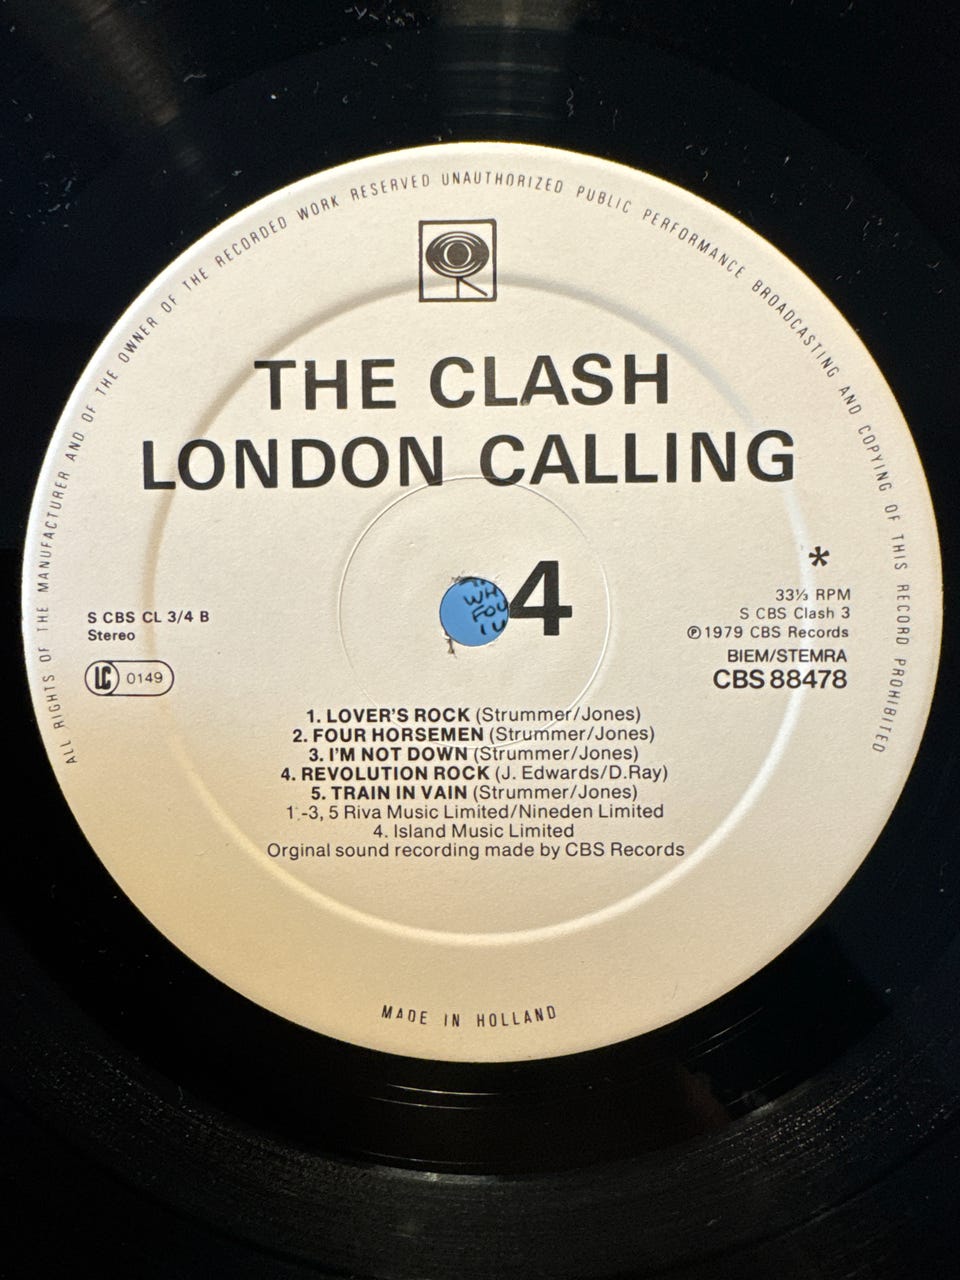 ALL RIGHTS OF THE MANUFACTURER AND OF THE OWNER OF THE RECORDED WORK RESERVED UNAUTHORIZED PUBLIC PERFORMANCE BROADCASTING AND COPYING OF THIS RECORD PROHIBITED
THE CLASH
LONDON CALLING
4
*
S CBS CL 3/4 B
Stereo
LC 0149
33⅓ RPM
S CBS Clash 3
℗1979 CBS Records
BIEM/STEMRA
CBS 88478
1. LOVER'S ROCK (Strummer/Jones)
2. FOUR HORSEMEN (Strummer/Jones)
3. I'M NOT DOWN (Strummer/Jones)
4. REVOLUTION ROCK (J. Edwards/D.Ray)
5. TRAIN IN VAIN (Strummer/Jones)
1.-3, 5 Riva Music Limited/Nineden Limited
4. Island Music Limited
Orginal sound recording made by CBS Records
MADE IN HOLLAND